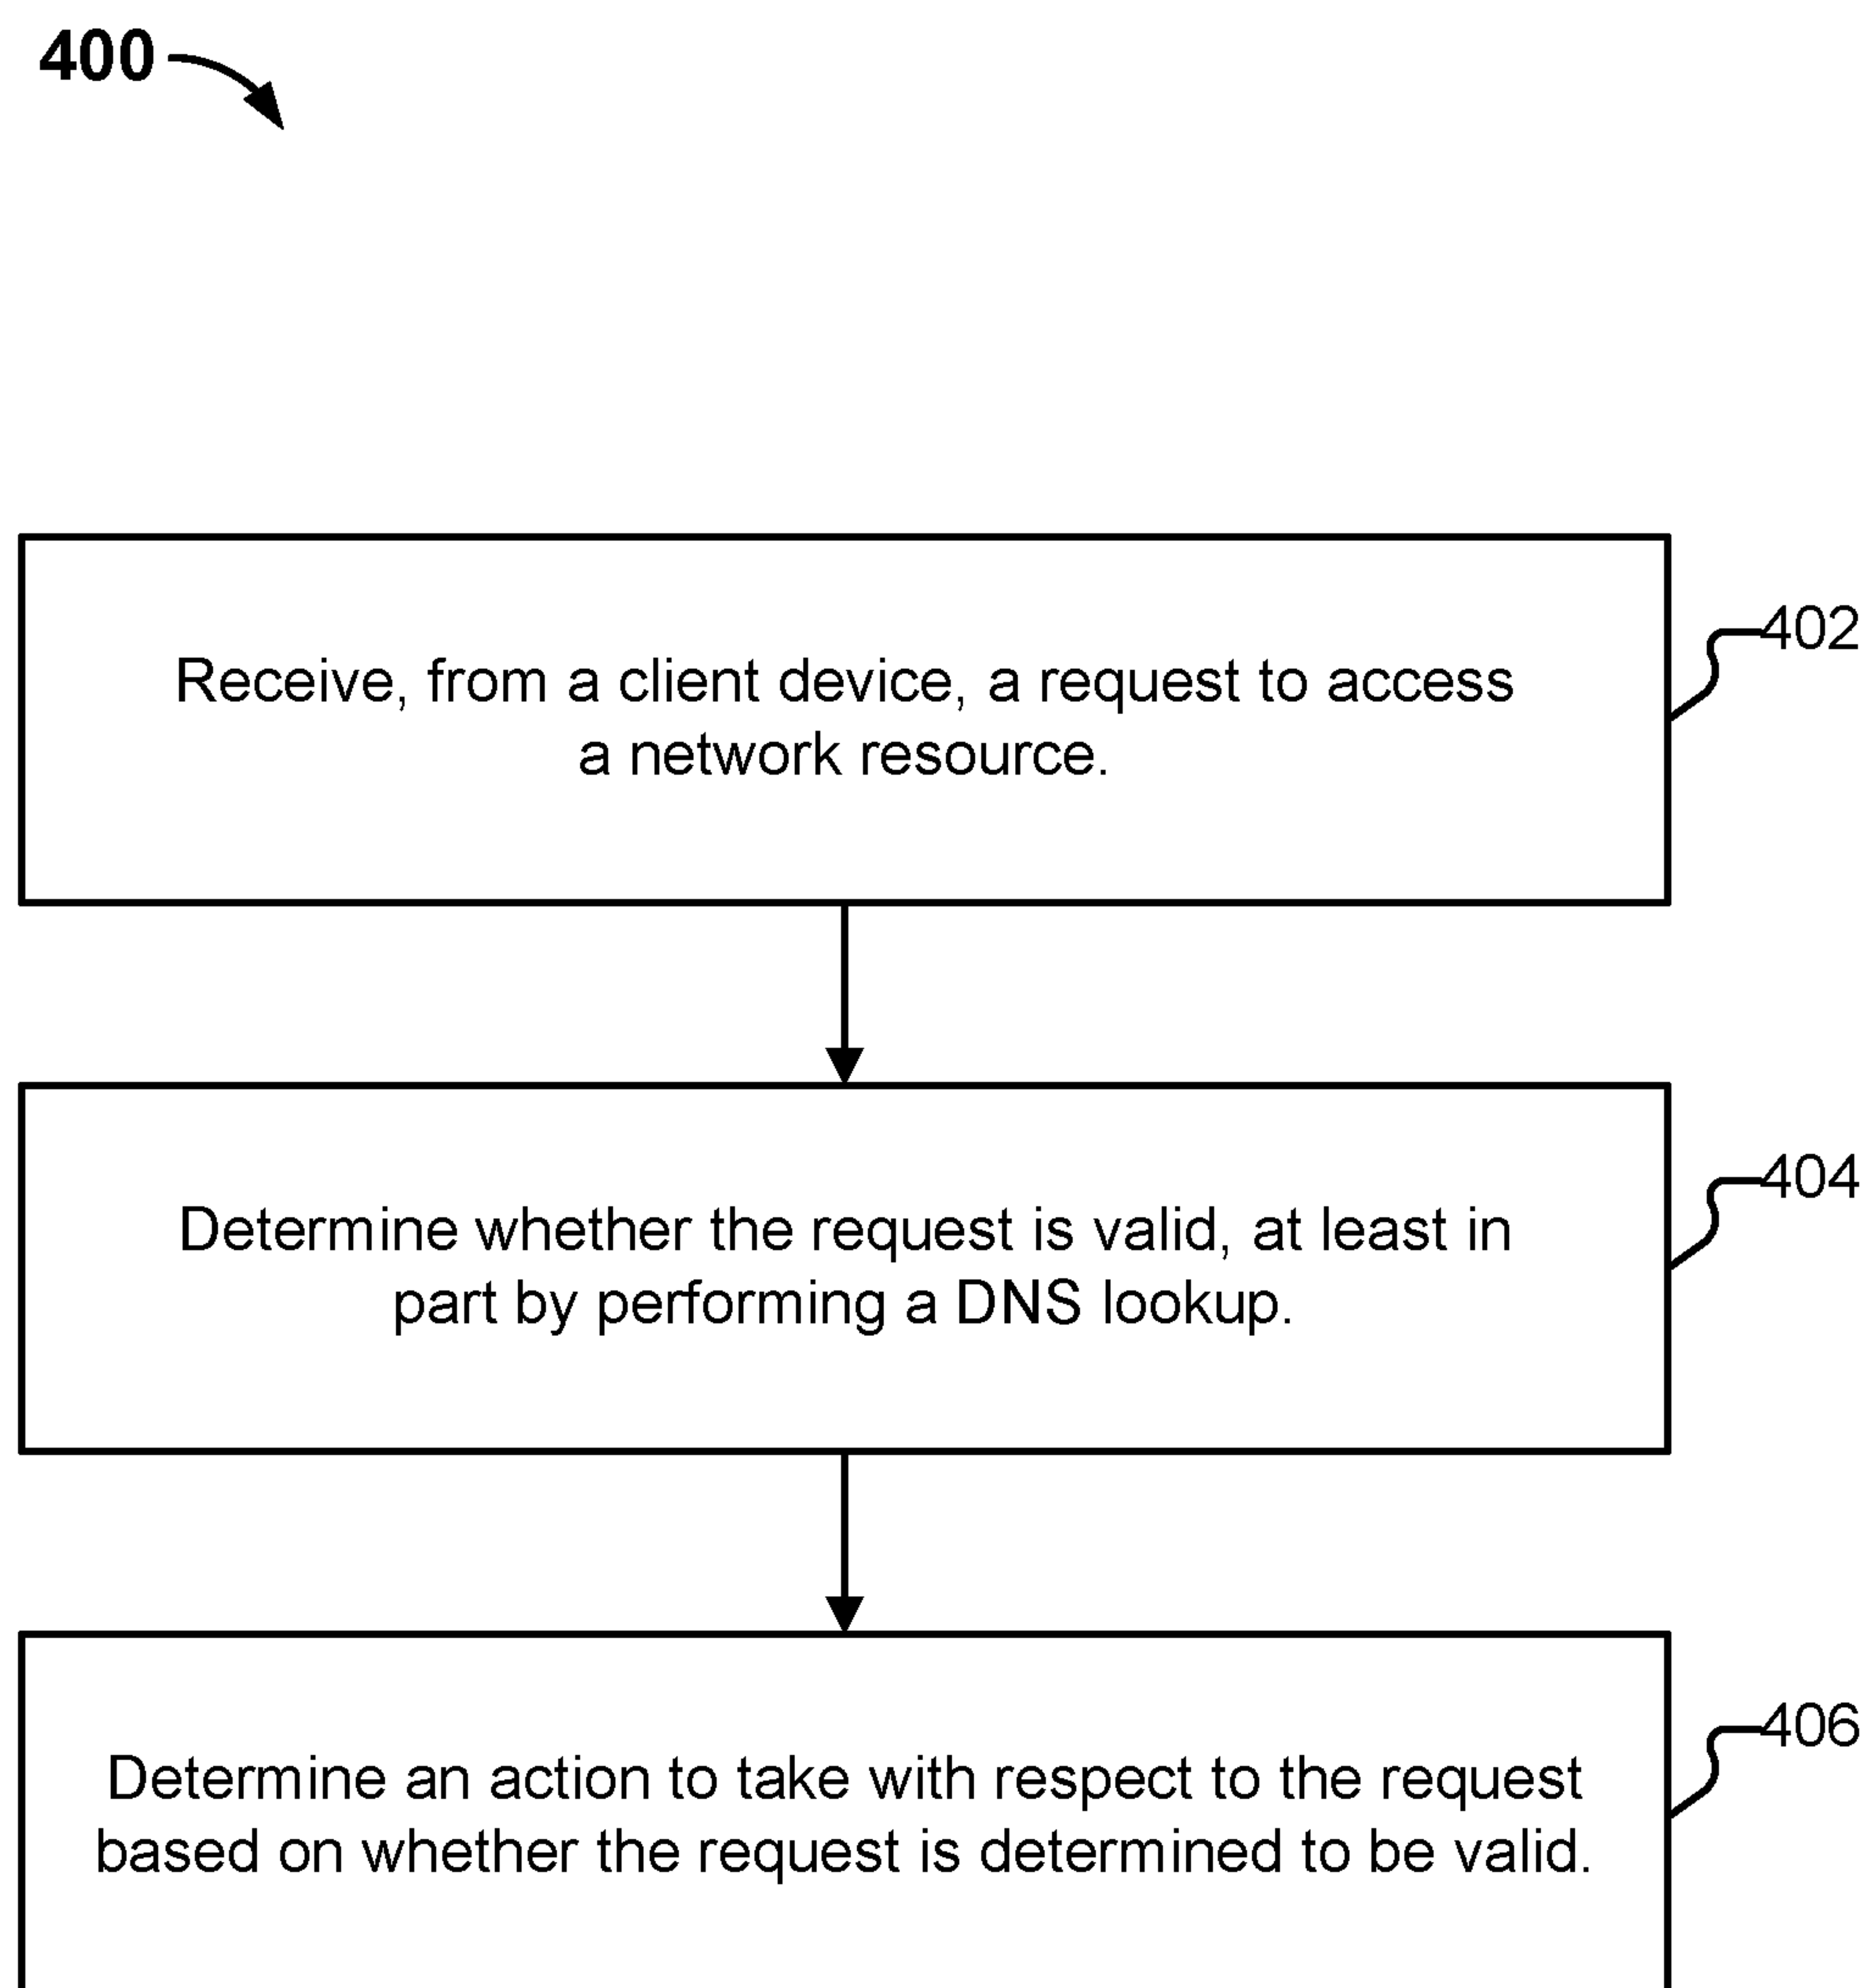 400
Receive, from a client device, a request to access
a network resource.
402
Determine whether the request is valid, at least in
part by performing a DNS lookup.
404
Determine an action to take with respect to the request
based on whether the request is determined to be valid.
406